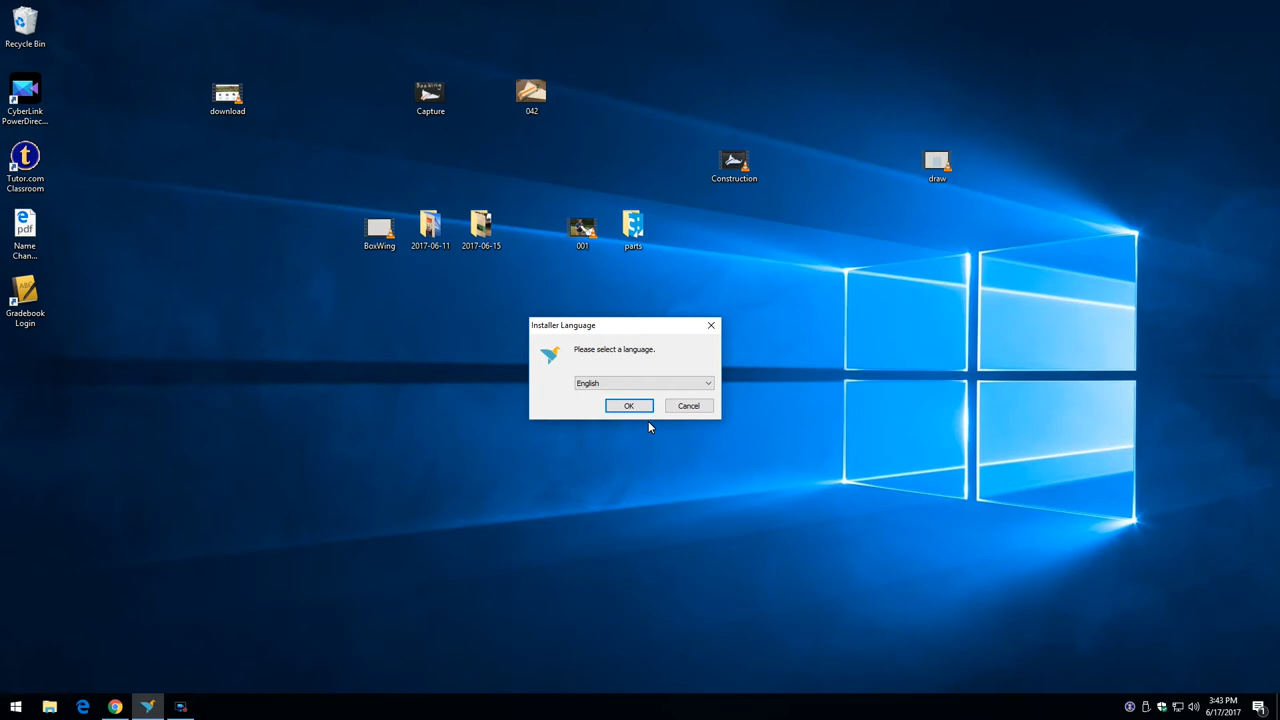 Recycle Bin
CyberLink
PowerDirec...
Tutor.com
Classroom
Name
Chan...
Gradebook
Login
download
Capture
042
Construction
draw
BoxWing
2017-06-11
2017-06-15
001
parts
Installer Language
Please select a language.
English
OK
Cancel
3:43 PM
6/17/2017